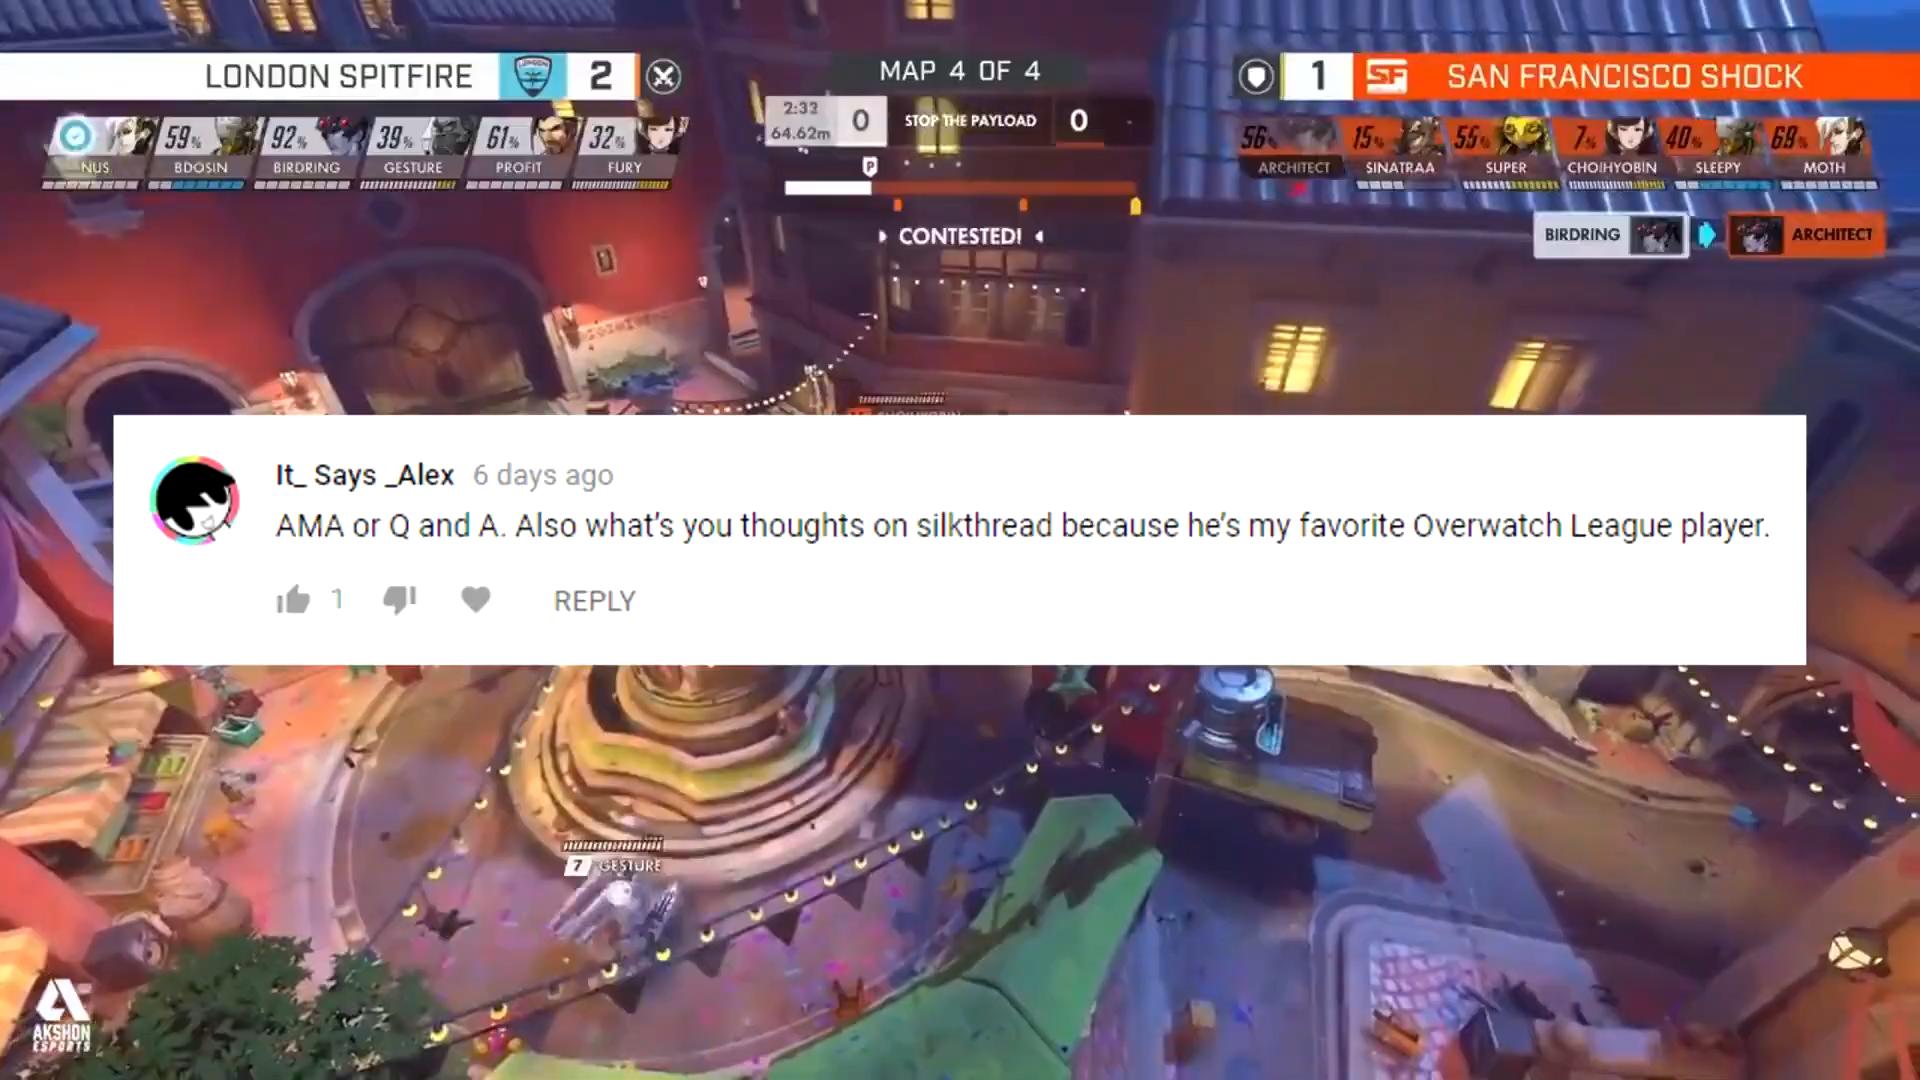 LONDON SPITFIRE 2
MAP 4 OF 4
1 SF SAN FRANCISCO SHOCK
2:33
64.62m
0 STOP THE PAYLOAD 0
NUS
59% BDOSIN
92% BIRDRING
39% GESTURE
61% PROFIT
32% FURY
56% ARCHITECT
15% SINATRAA
55% SUPER
7% CHOIHYOBIN
40% SLEEPY
69% MOTH
P
CONTESTED!
BIRDRING ARCHITECT
It_ Says _Alex 6 days ago
AMA or Q and A. Also what's you thoughts on silkthread because he's my favorite Overwatch League player.
1 REPLY
7 GESTURE
AKSHON
ESPORTS